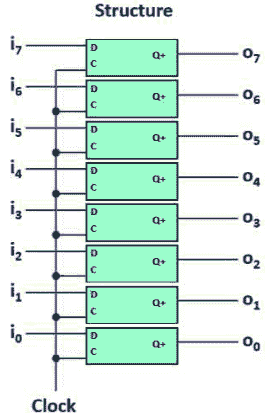 Structure
i7 D C Q+ o7
i6 D C Q+ o6
i5 D C Q+ o5
i4 D C Q+ o4
i3 D C Q+ o3
i2 D C Q+ o2
i1 D C Q+ o1
i0 D C Q+ o0
Clock